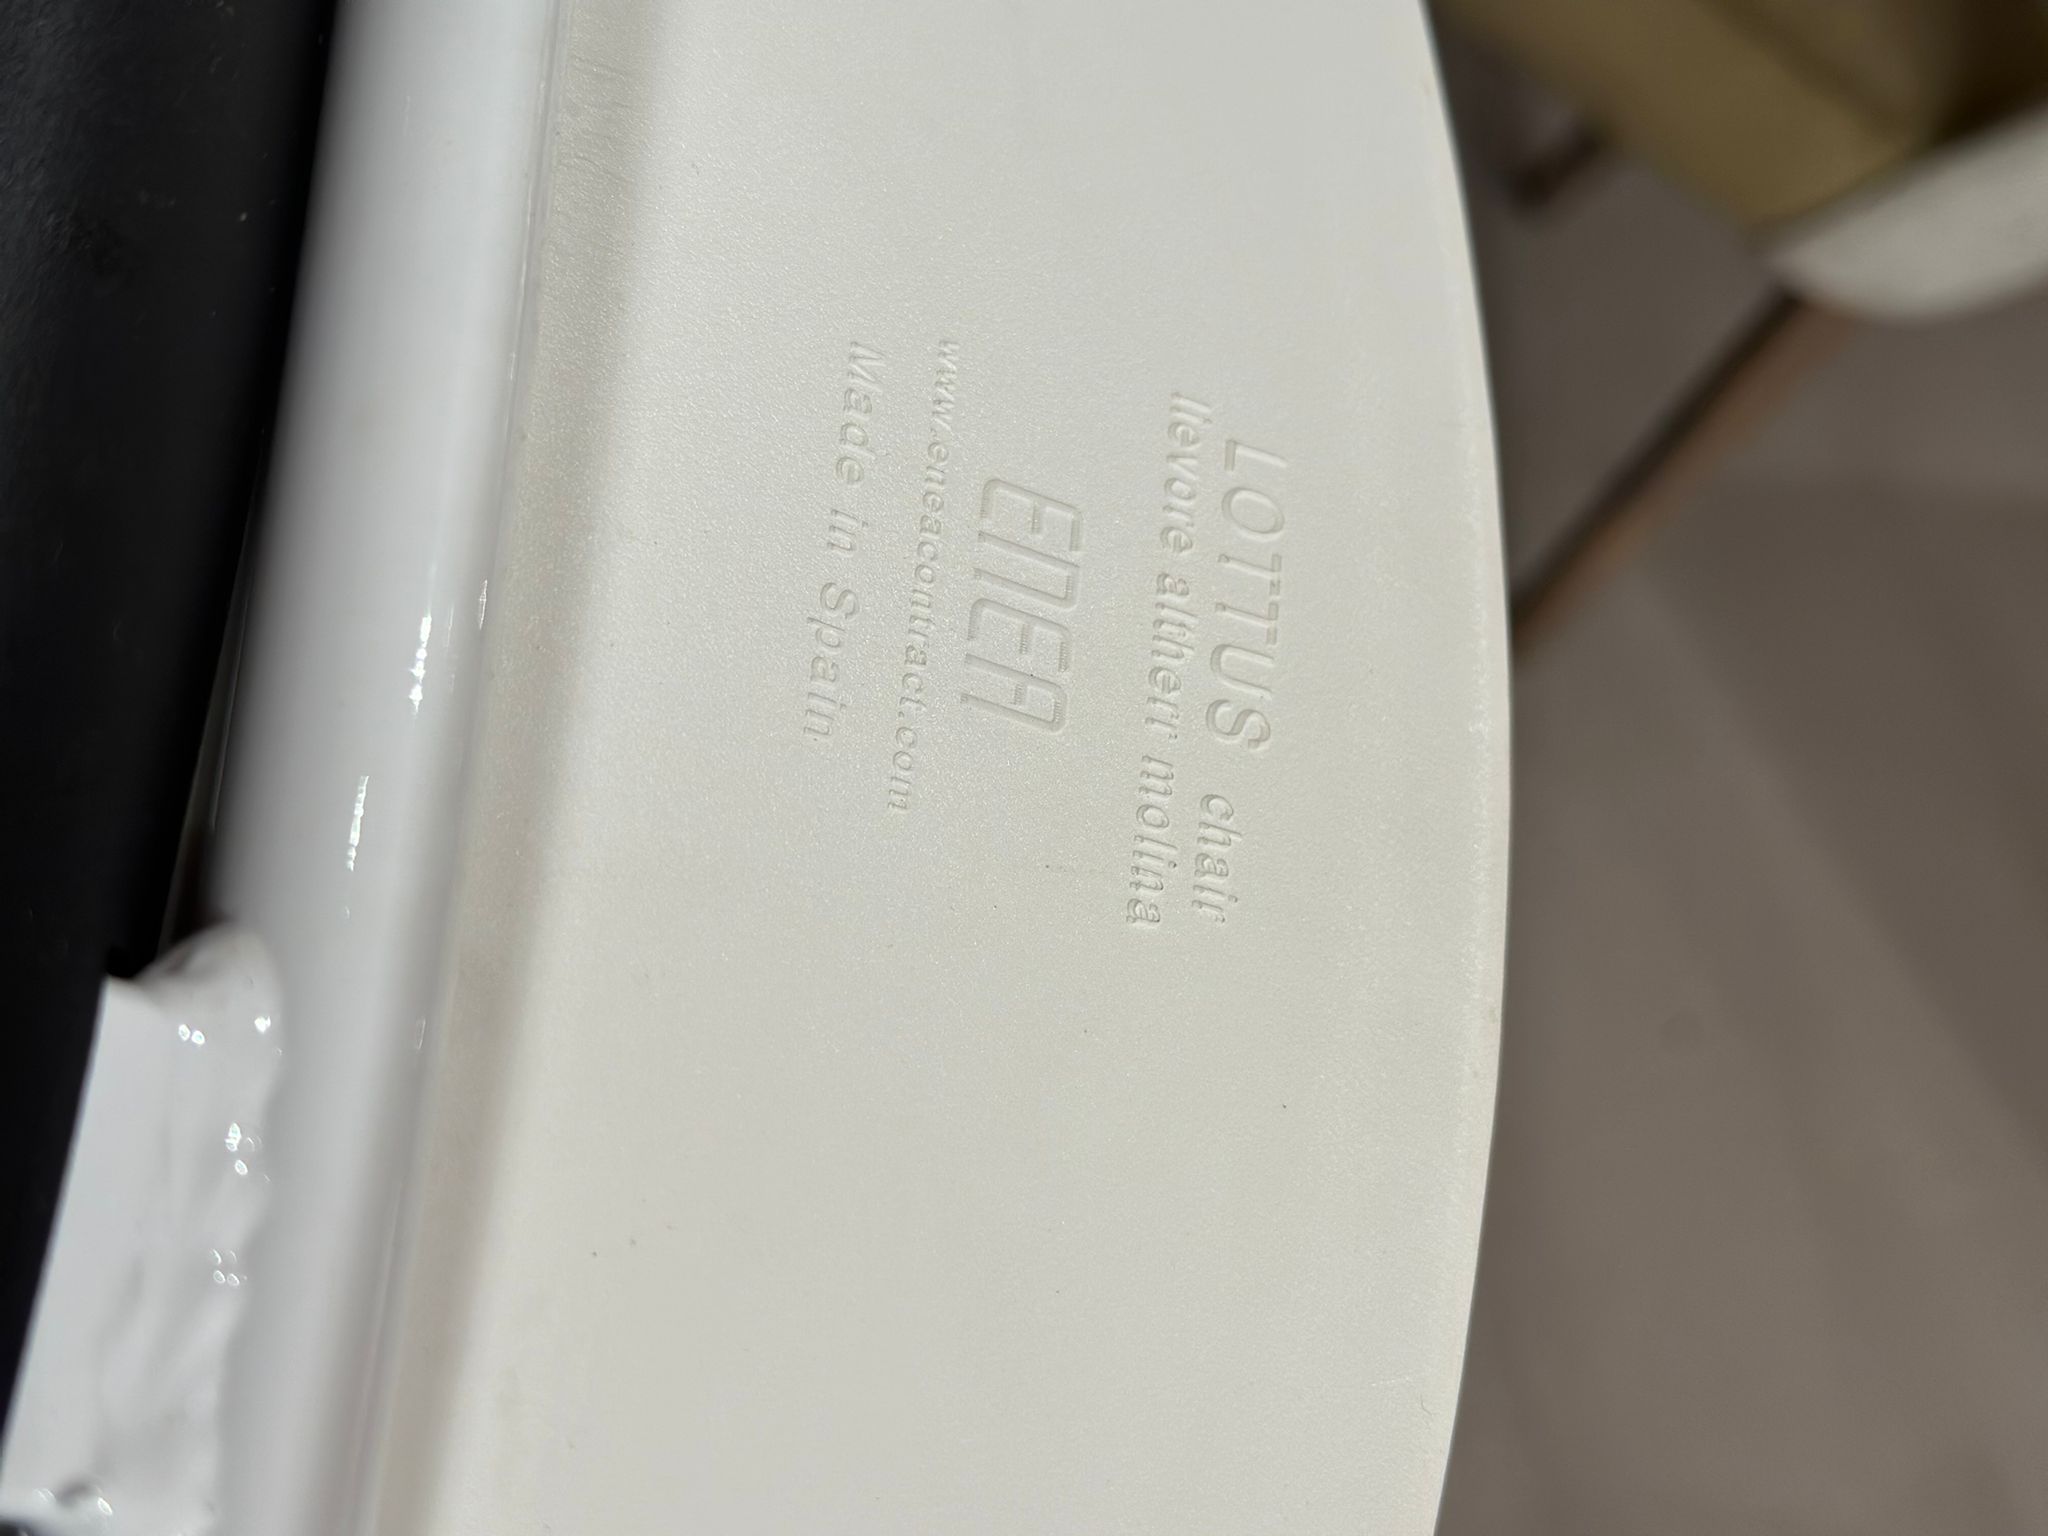 LOTTUS chair
lievore altherr molina
ENEA
www.eneacontract.com
Made in Spain